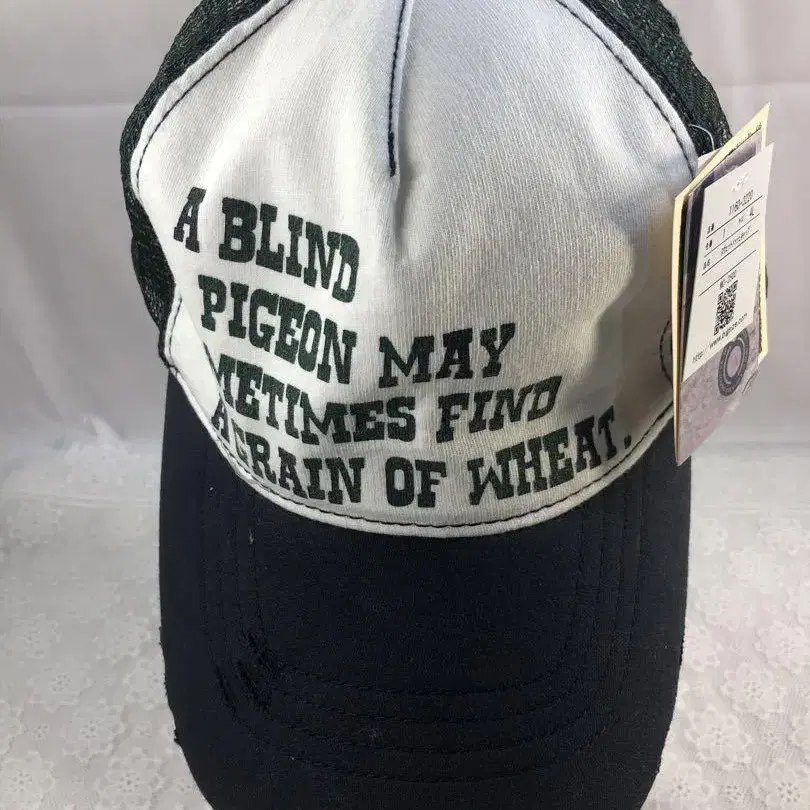 A BLIND
PIGEON MAY
METIMES FIND
A GRAIN OF WHEAT.